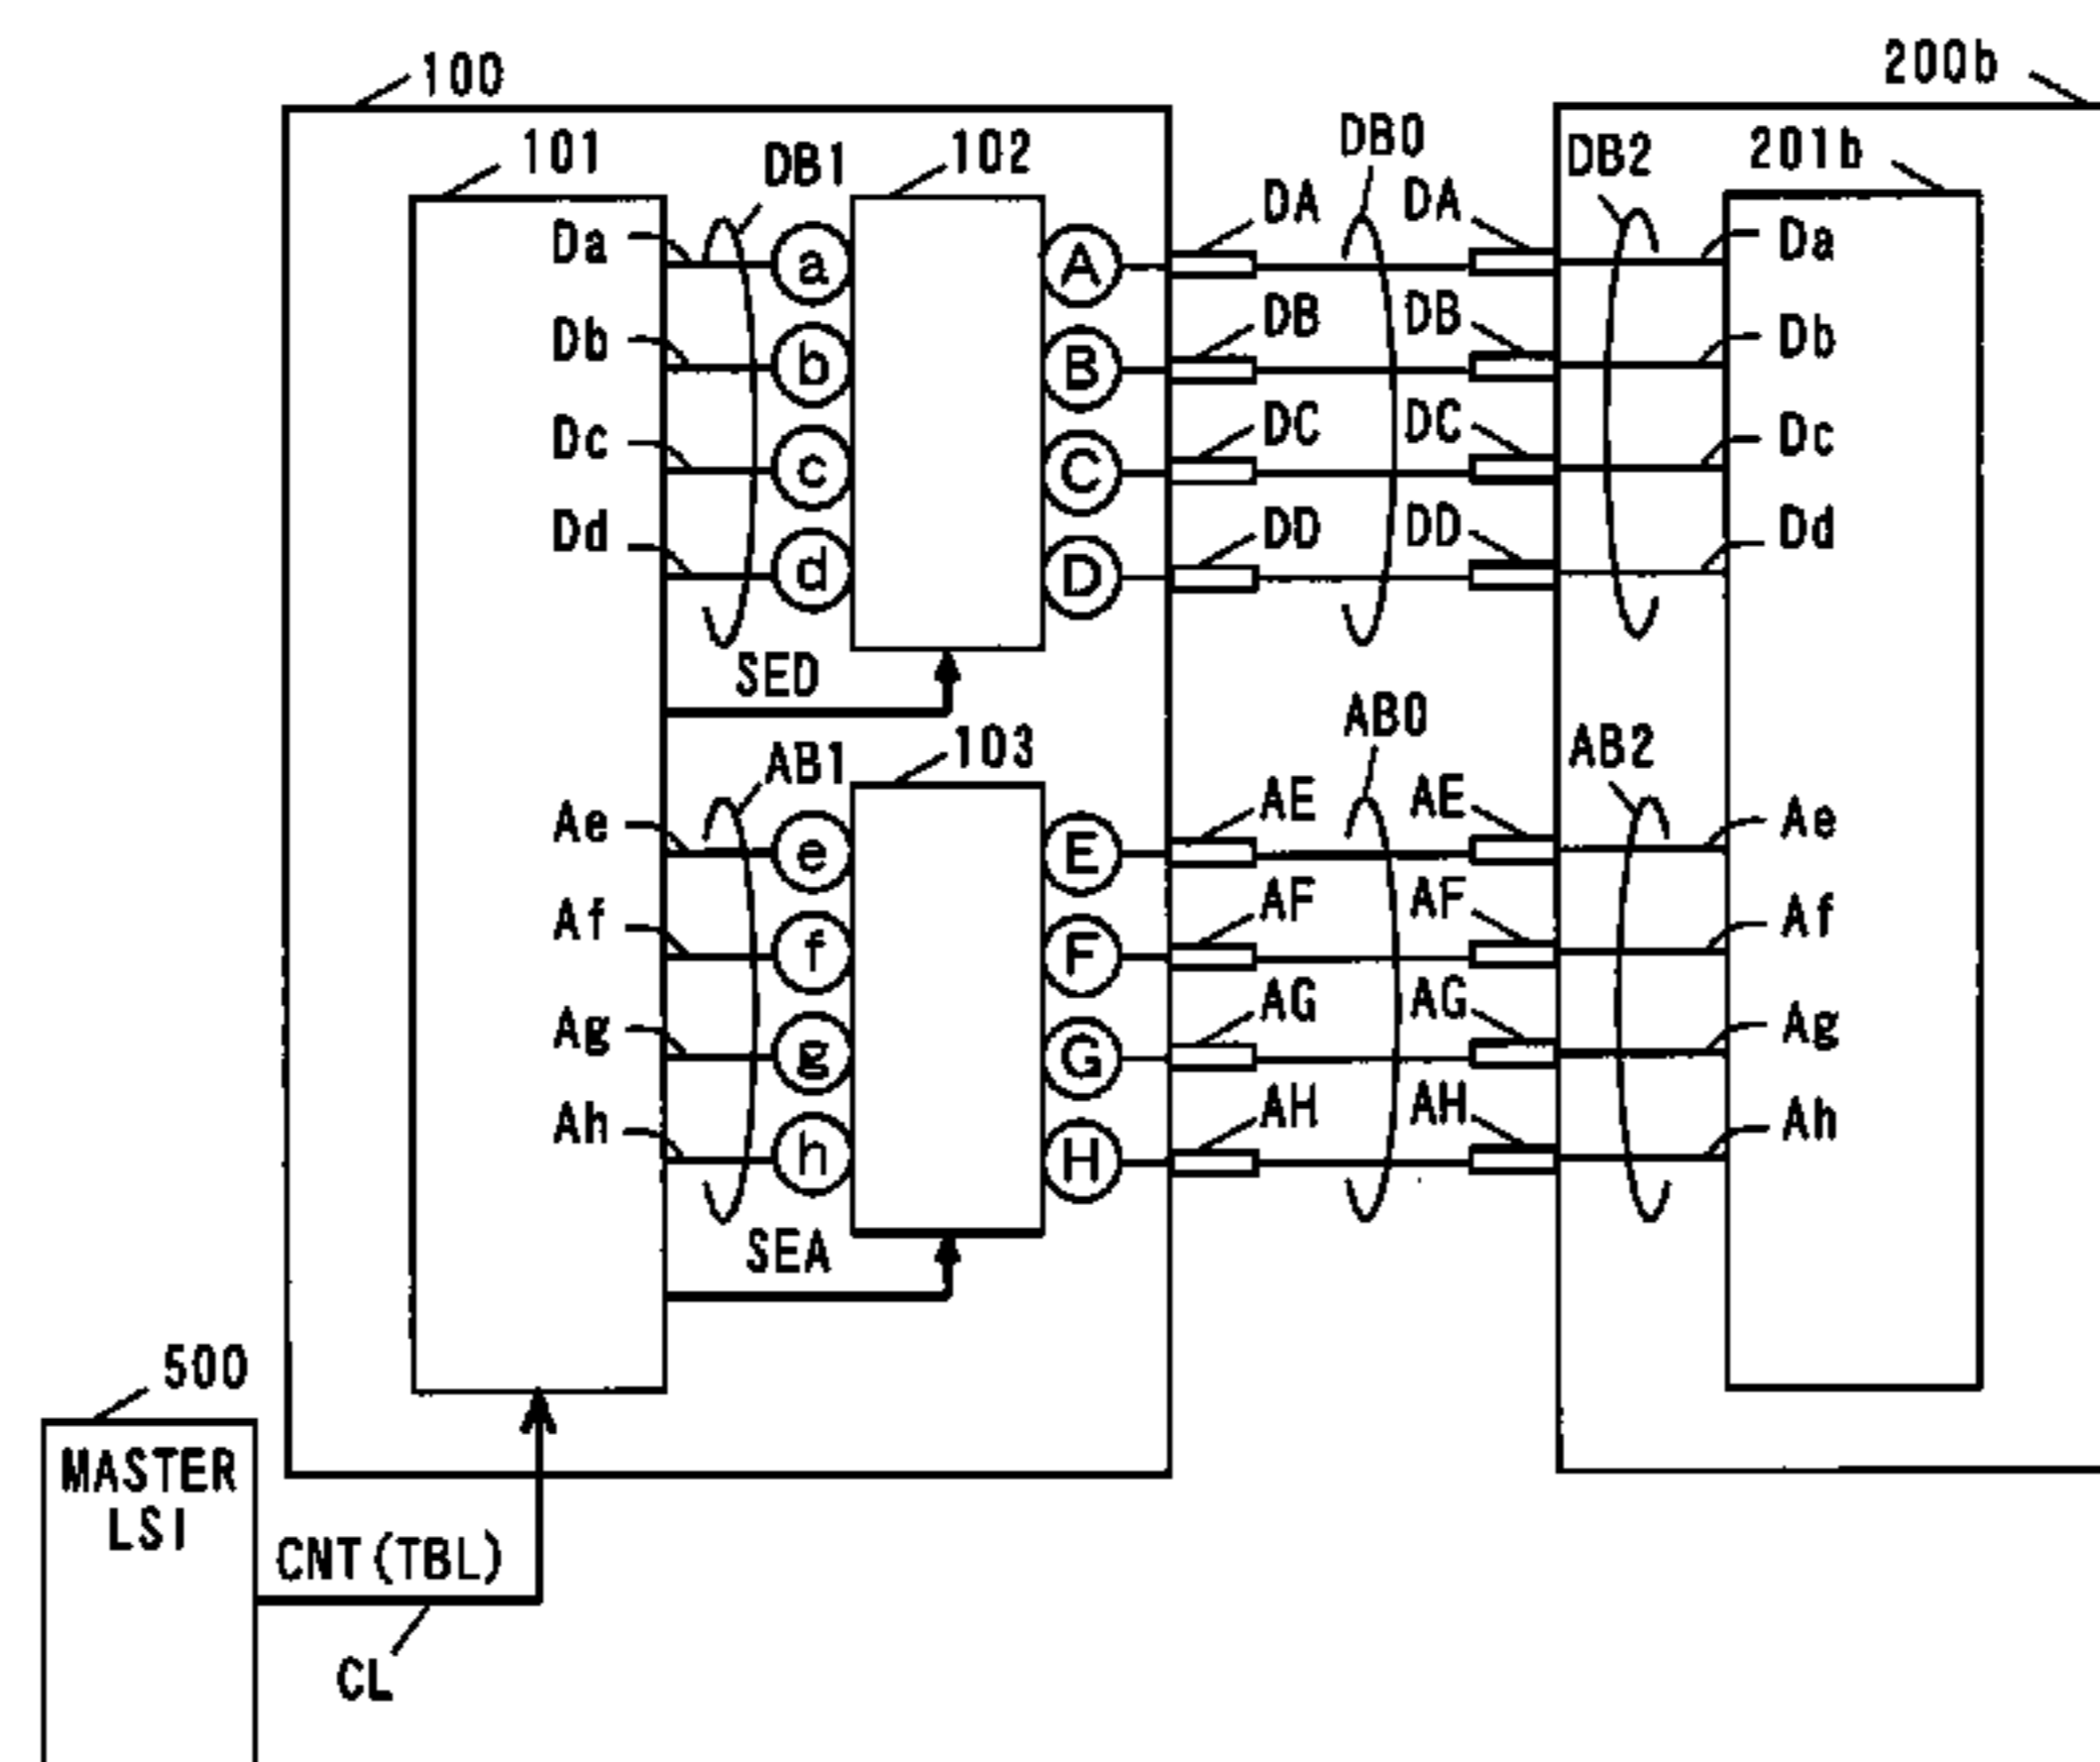 100
200b
101
DB1
102
DB0
DB2
201b
DA
DA
Da
a
A
Da
DB
DB
Db
b
B
Db
DC
DC
Dc
c
C
Dc
DD
DD
Dd
d
D
Dd
SED
AB1
103
AB0
AB2
AE
AE
Ae
e
E
Ae
AF
AF
Af
f
F
Af
AG
AG
Ag
g
G
Ag
AH
AH
Ah
h
H
Ah
SEA
500
MASTER
LSI
CNT(TBL)
CL